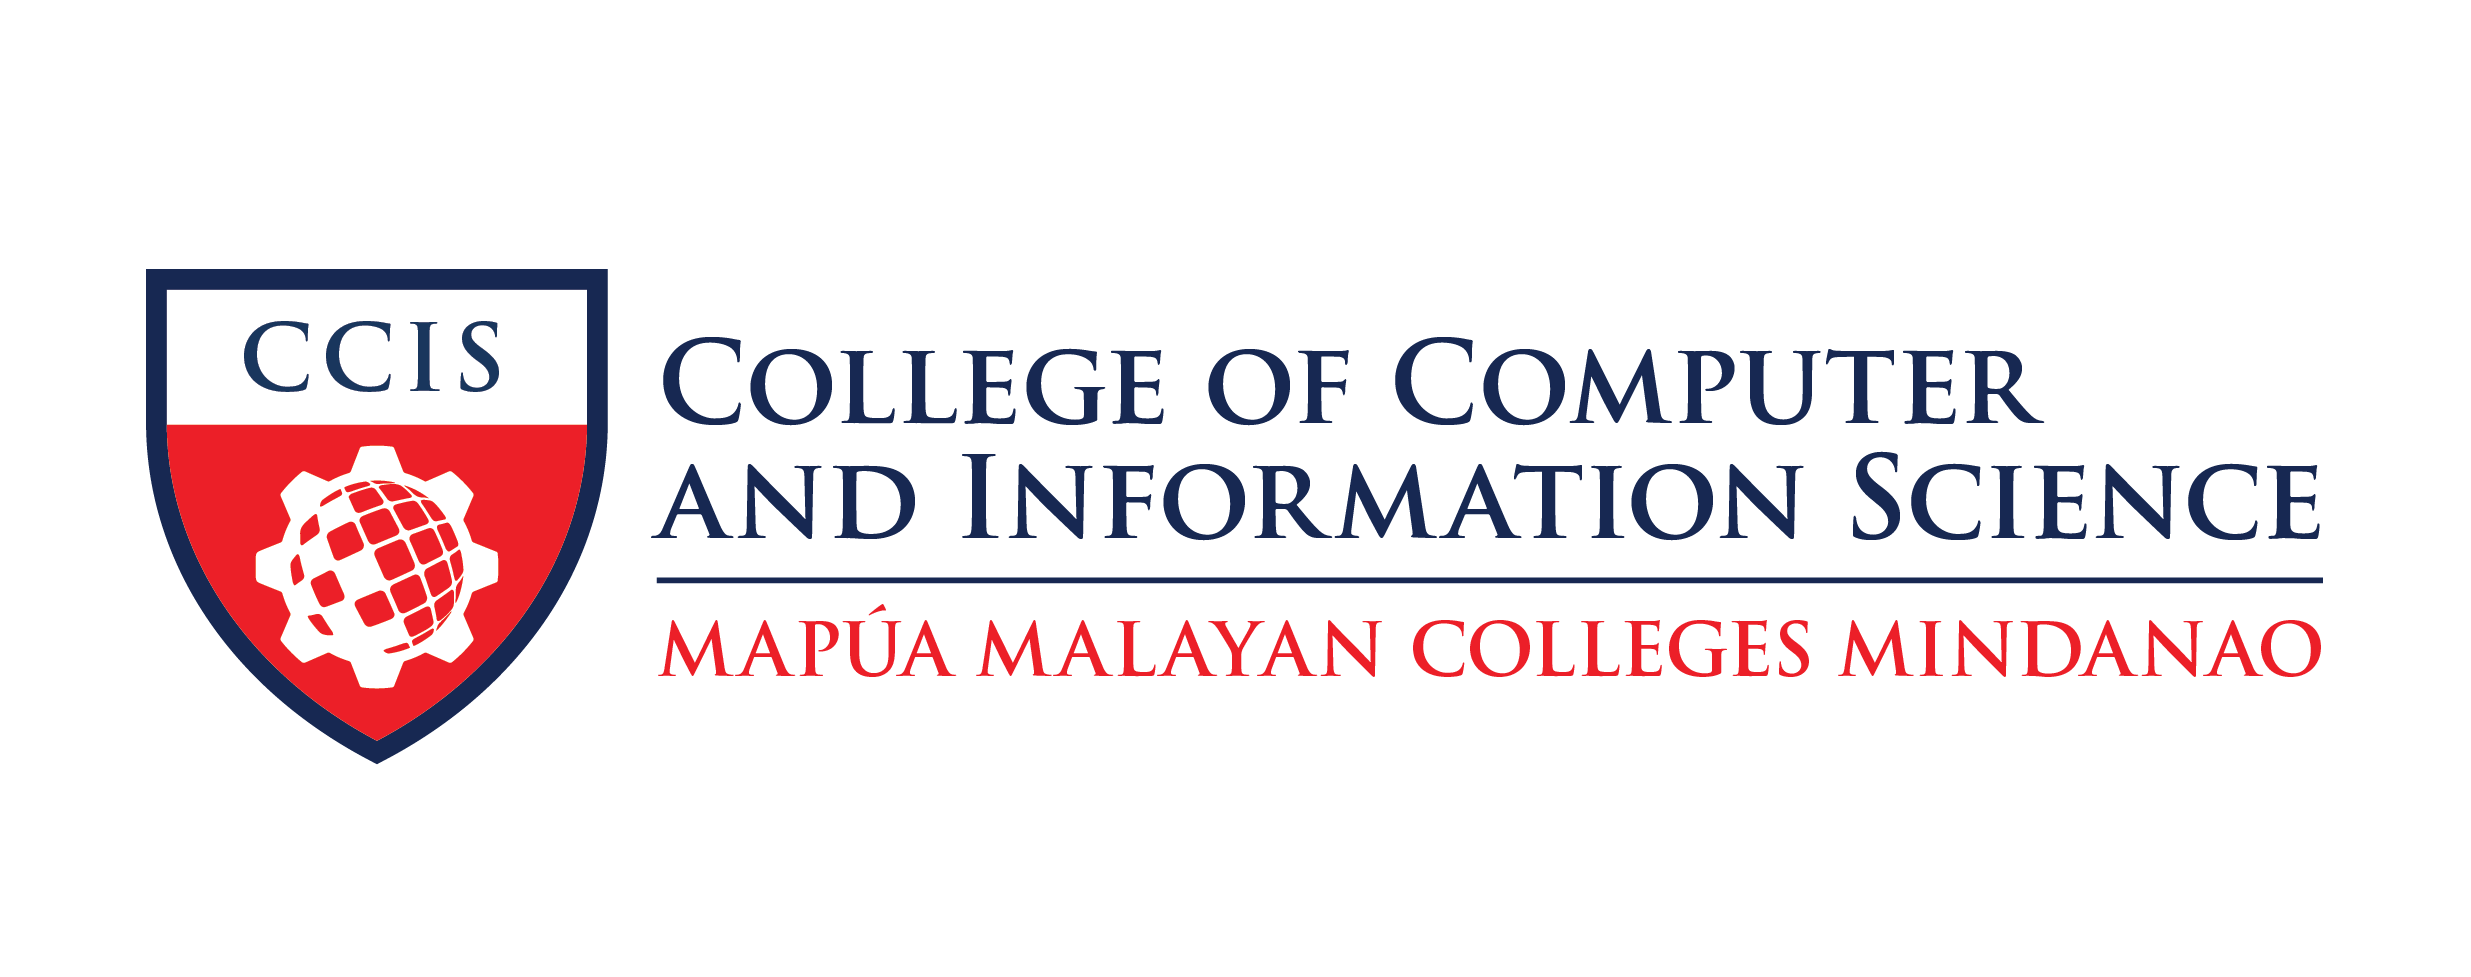 CCIS
COLLEGE OF COMPUTER
AND INFORMATION SCIENCE
MAPÚA MALAYAN COLLEGES MINDANAO